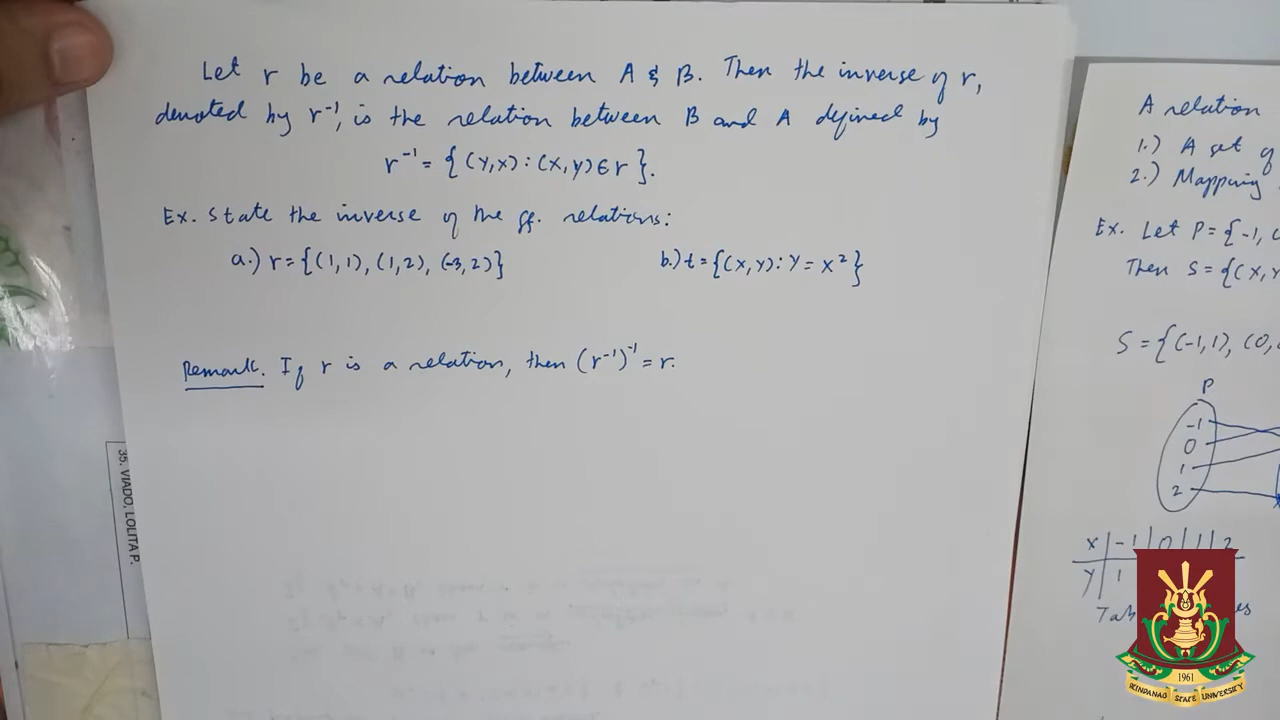 Let r be a relation between A & B. Then the inverse of r,
denoted by r⁻¹, is the relation between B and A defined by
r⁻¹ = {(y,x) : (x,y) ∈ r}.
Ex. State the inverse of the ff. relations:
a.) r = {(1,1), (1,2), (-3,2)}
b.) t = {(x,y) : y = x²}
Remark. If r is a relation, then (r⁻¹)⁻¹ = r.
35. VIADO, LOLITA P.
A relation
1.) A set of
2.) Mapping
Ex. Let P = {-1,
Then S = {(x,
S = {(-1,1), (0,
P
-1
0
1
2
x | -1 | 0 | 1 | 2
y | 1
1961
MINDANAO STATE UNIVERSITY